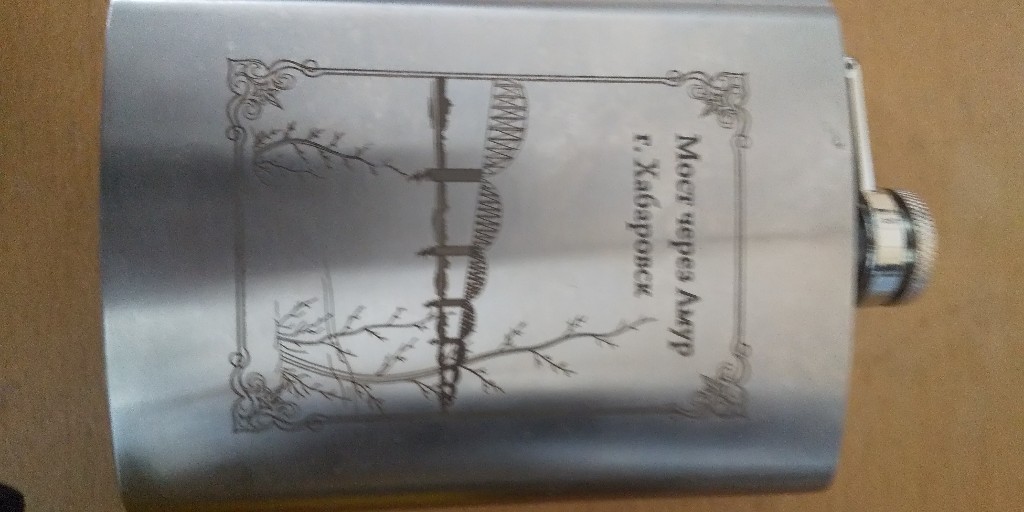 Мост через Амур
г. Хабаровск